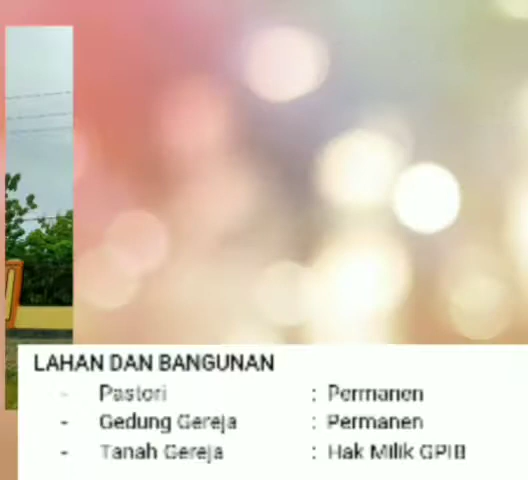 LAHAN DAN BANGUNAN
- Pastori : Permanen
- Gedung Gereja : Permanen
- Tanah Gereja : Hak Milik GPIB